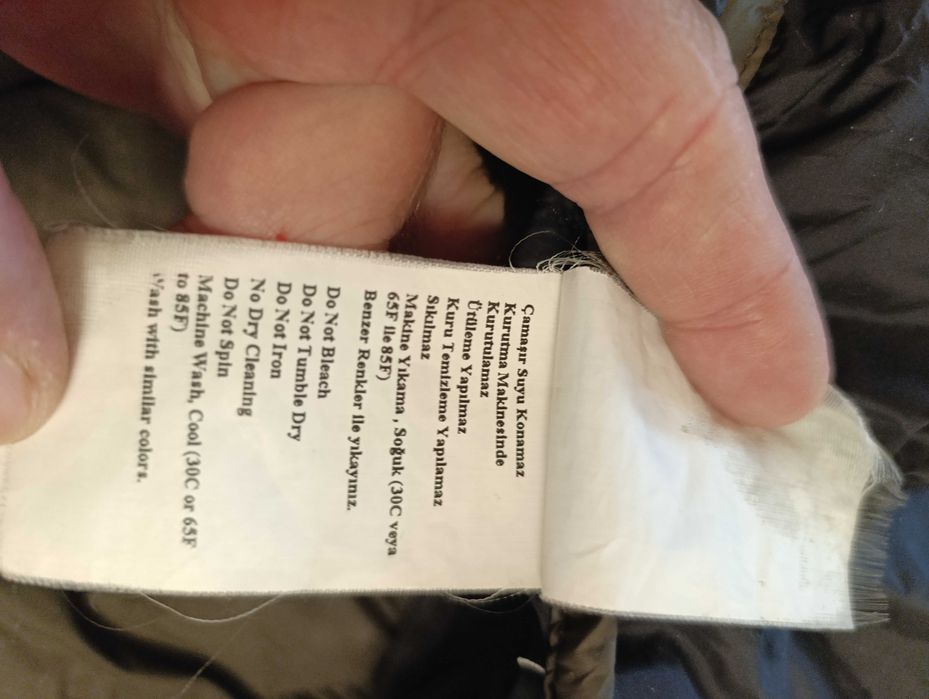 Çamaşır Suyu Konamaz
Kurutma Makinesinde
Kurutulamaz
Ütüleme Yapılmaz
Kuru Temizleme Yapılamaz
Sıkılmaz
Makine Yıkama , Soğuk (30C veya
65F ile 85F)
Benzer Renkler ile yıkayınız.
Do Not Bleach
Do Not Tumble Dry
Do Not Iron
No Dry Cleaning
Do Not Spin
Machine Wash, Cool (30C or 65F
to 85F)
Wash with similar colors.